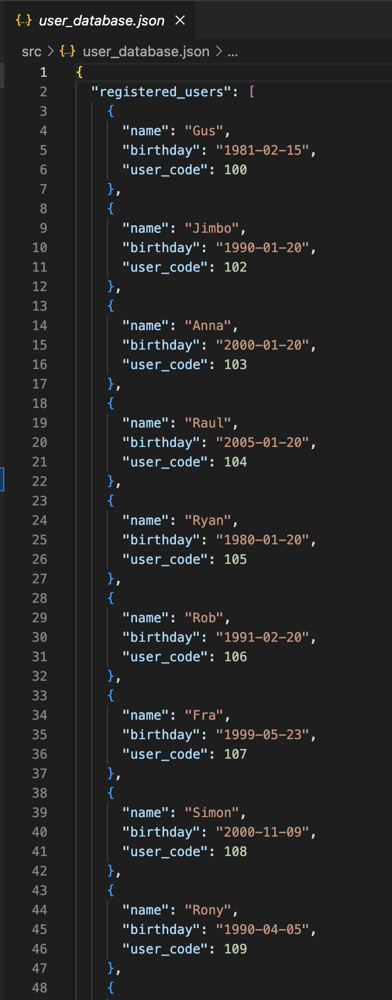 {..} user_database.json ×
src > {..} user_database.json > ...
1 {
2 "registered_users": [
3 {
4 "name": "Gus",
5 "birthday": "1981-02-15",
6 "user_code": 100
7 },
8 {
9 "name": "Jimbo",
10 "birthday": "1990-01-20",
11 "user_code": 102
12 },
13 {
14 "name": "Anna",
15 "birthday": "2000-01-20",
16 "user_code": 103
17 },
18 {
19 "name": "Raul",
20 "birthday": "2005-01-20",
21 "user_code": 104
22 },
23 {
24 "name": "Ryan",
25 "birthday": "1980-01-20",
26 "user_code": 105
27 },
28 {
29 "name": "Rob",
30 "birthday": "1991-02-20",
31 "user_code": 106
32 },
33 {
34 "name": "Fra",
35 "birthday": "1999-05-23",
36 "user_code": 107
37 },
38 {
39 "name": "Simon",
40 "birthday": "2000-11-09",
41 "user_code": 108
42 },
43 {
44 "name": "Rony",
45 "birthday": "1990-04-05",
46 "user_code": 109
47 },
48 {